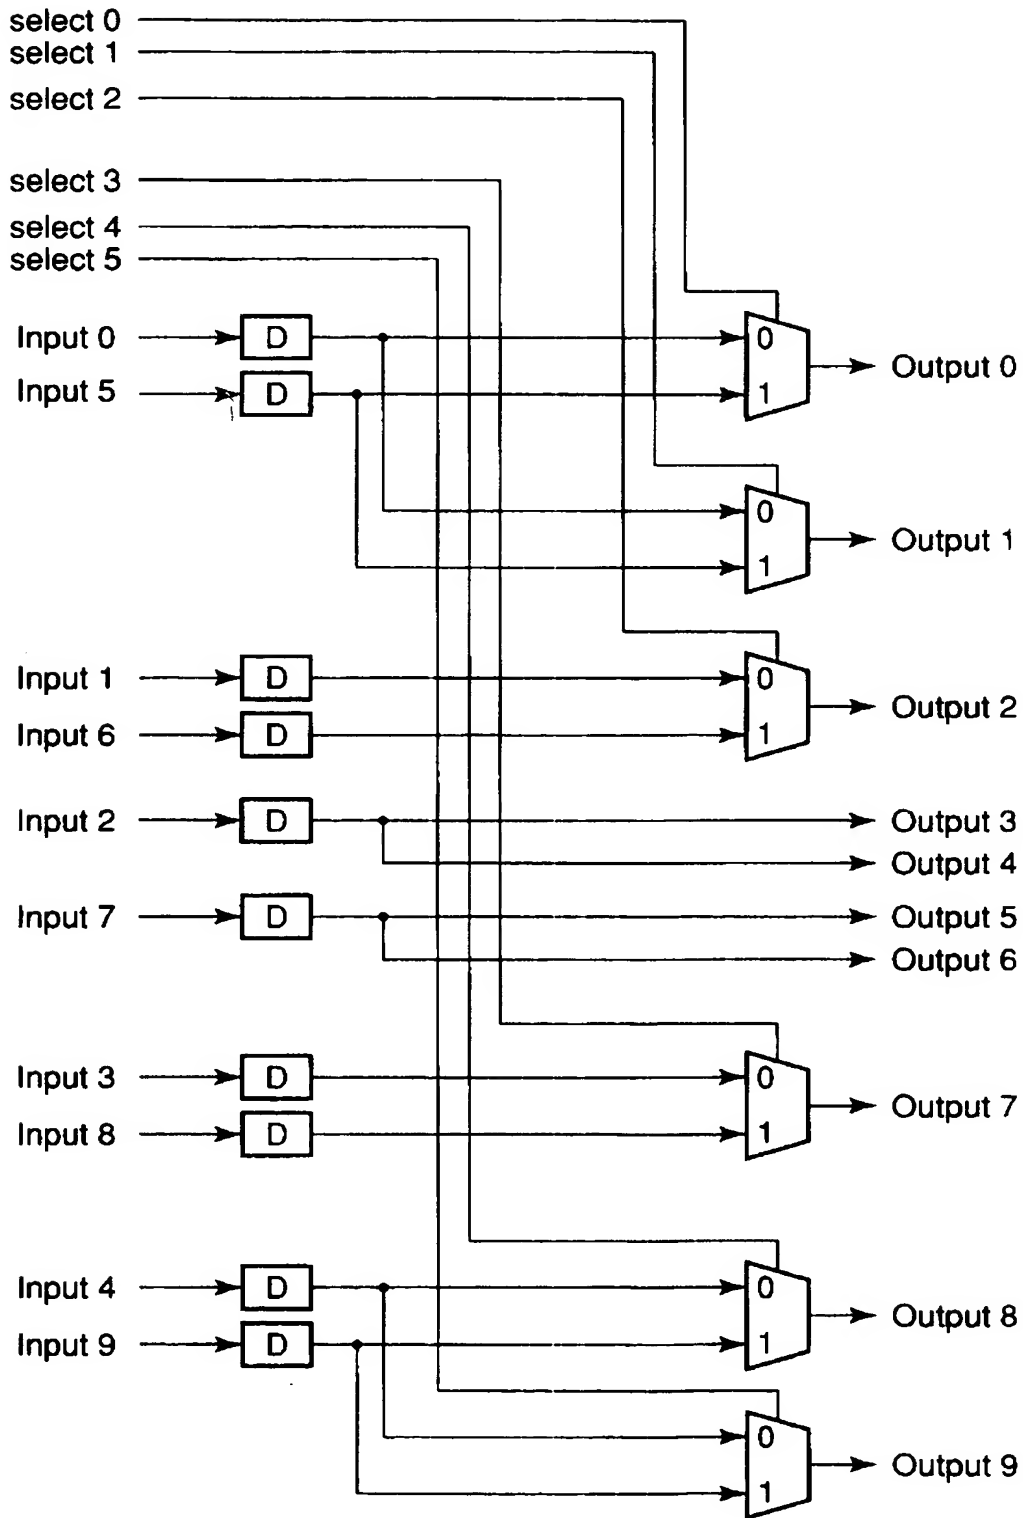 select 0
select 1
select 2
select 3
select 4
select 5
Input 0 D 0 Output 0
Input 5 D 1
0 Output 1
1
Input 1 D 0 Output 2
Input 6 D 1
Input 2 D Output 3
Output 4
Input 7 D Output 5
Output 6
Input 3 D 0 Output 7
Input 8 D 1
Input 4 D 0 Output 8
Input 9 D 1
0 Output 9
1